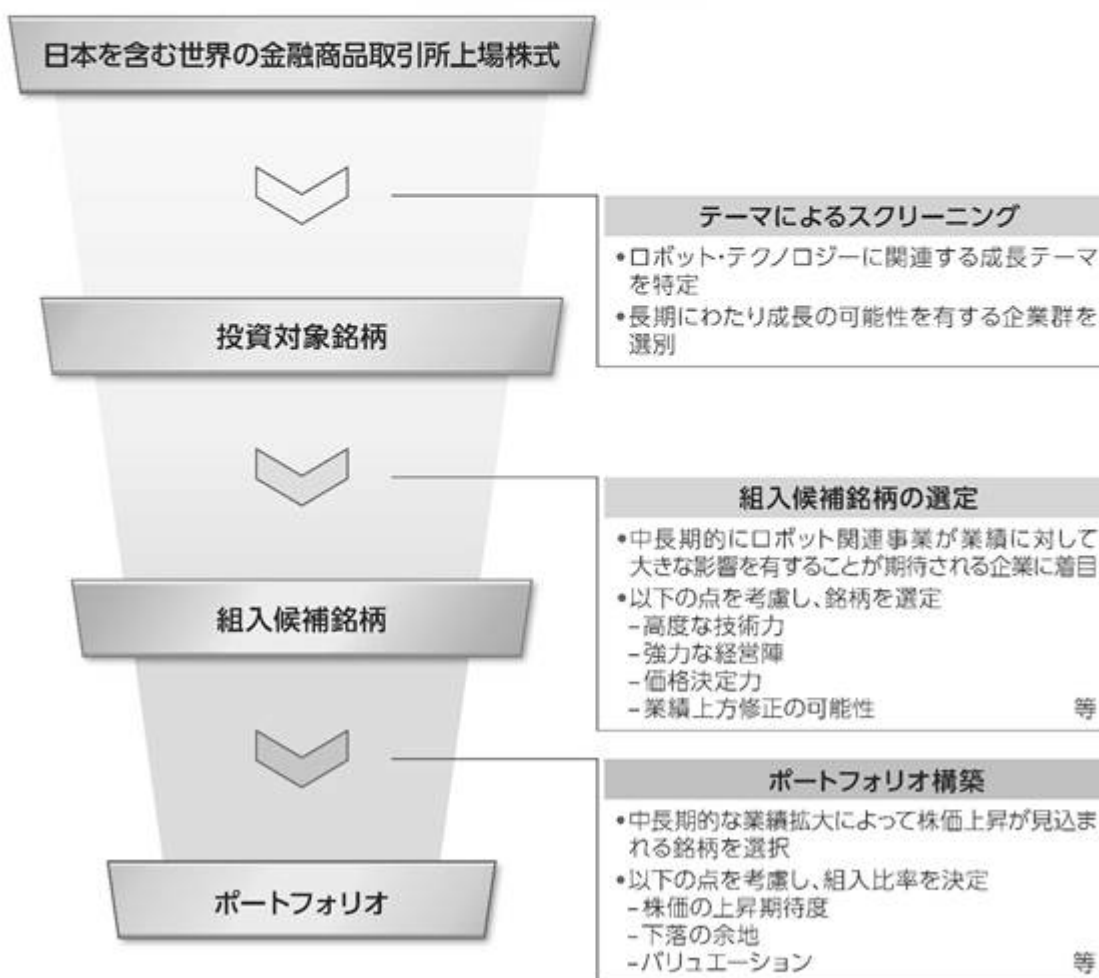 日本を含む世界の金融商品取引所上場株式
テーマによるスクリーニング
•ロボット・テクノロジーに関連する成長テーマ
を特定
•長期にわたり成長の可能性を有する企業群を
選別
投資対象銘柄
組入候補銘柄の選定
•中長期的にロボット関連事業が業績に対して
大きな影響を有することが期待される企業に着目
•以下の点を考慮し、銘柄を選定
–高度な技術力
–強力な経営陣
–価格決定力
–業績上方修正の可能性 等
組入候補銘柄
ポートフォリオ構築
•中長期的な業績拡大によって株価上昇が見込ま
れる銘柄を選択
•以下の点を考慮し、組入比率を決定
–株価の上昇期待度
–下落の余地
–バリュエーション 等
ポートフォリオ